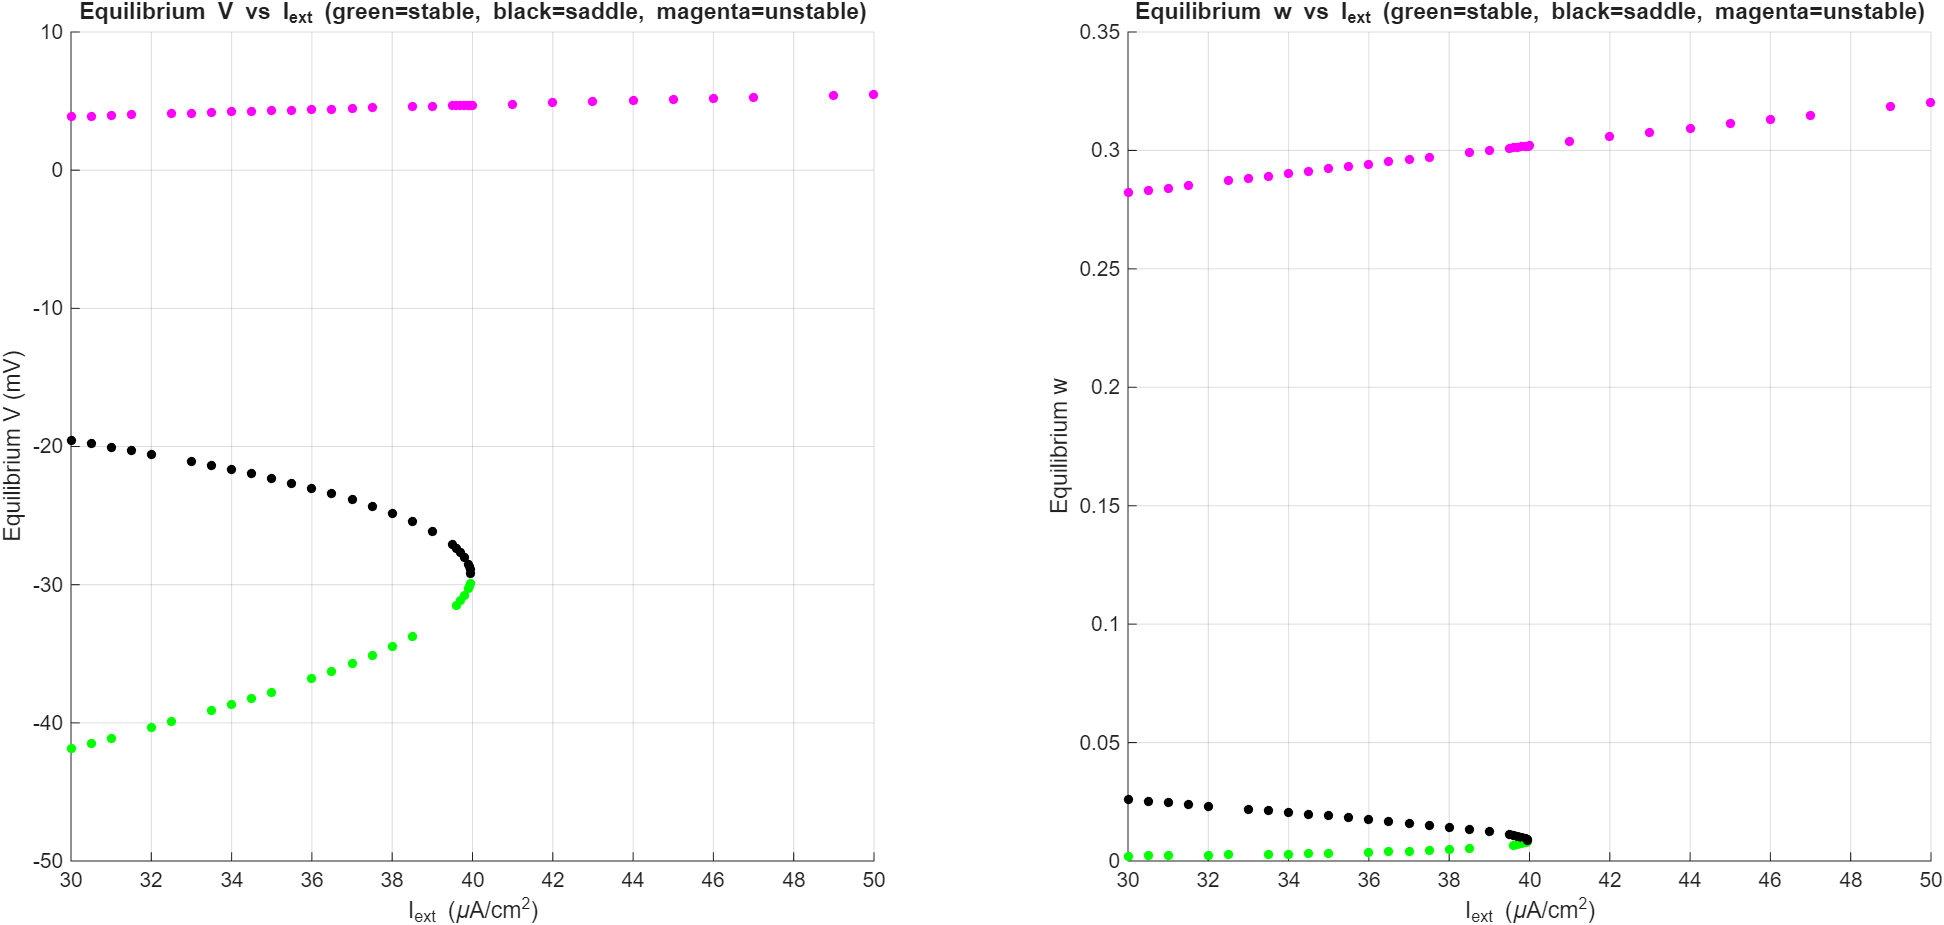 Equilibrium V vs Iext (green=stable, black=saddle, magenta=unstable)
10
0
-10
-20
-30
-40
-50
Equilibrium V (mV)
30 32 34 36 38 40 42 44 46 48 50
Iext (μA/cm2)
Equilibrium w vs Iext (green=stable, black=saddle, magenta=unstable)
0.35
0.3
0.25
0.2
0.15
0.1
0.05
0
Equilibrium w
30 32 34 36 38 40 42 44 46 48 50
Iext (μA/cm2)